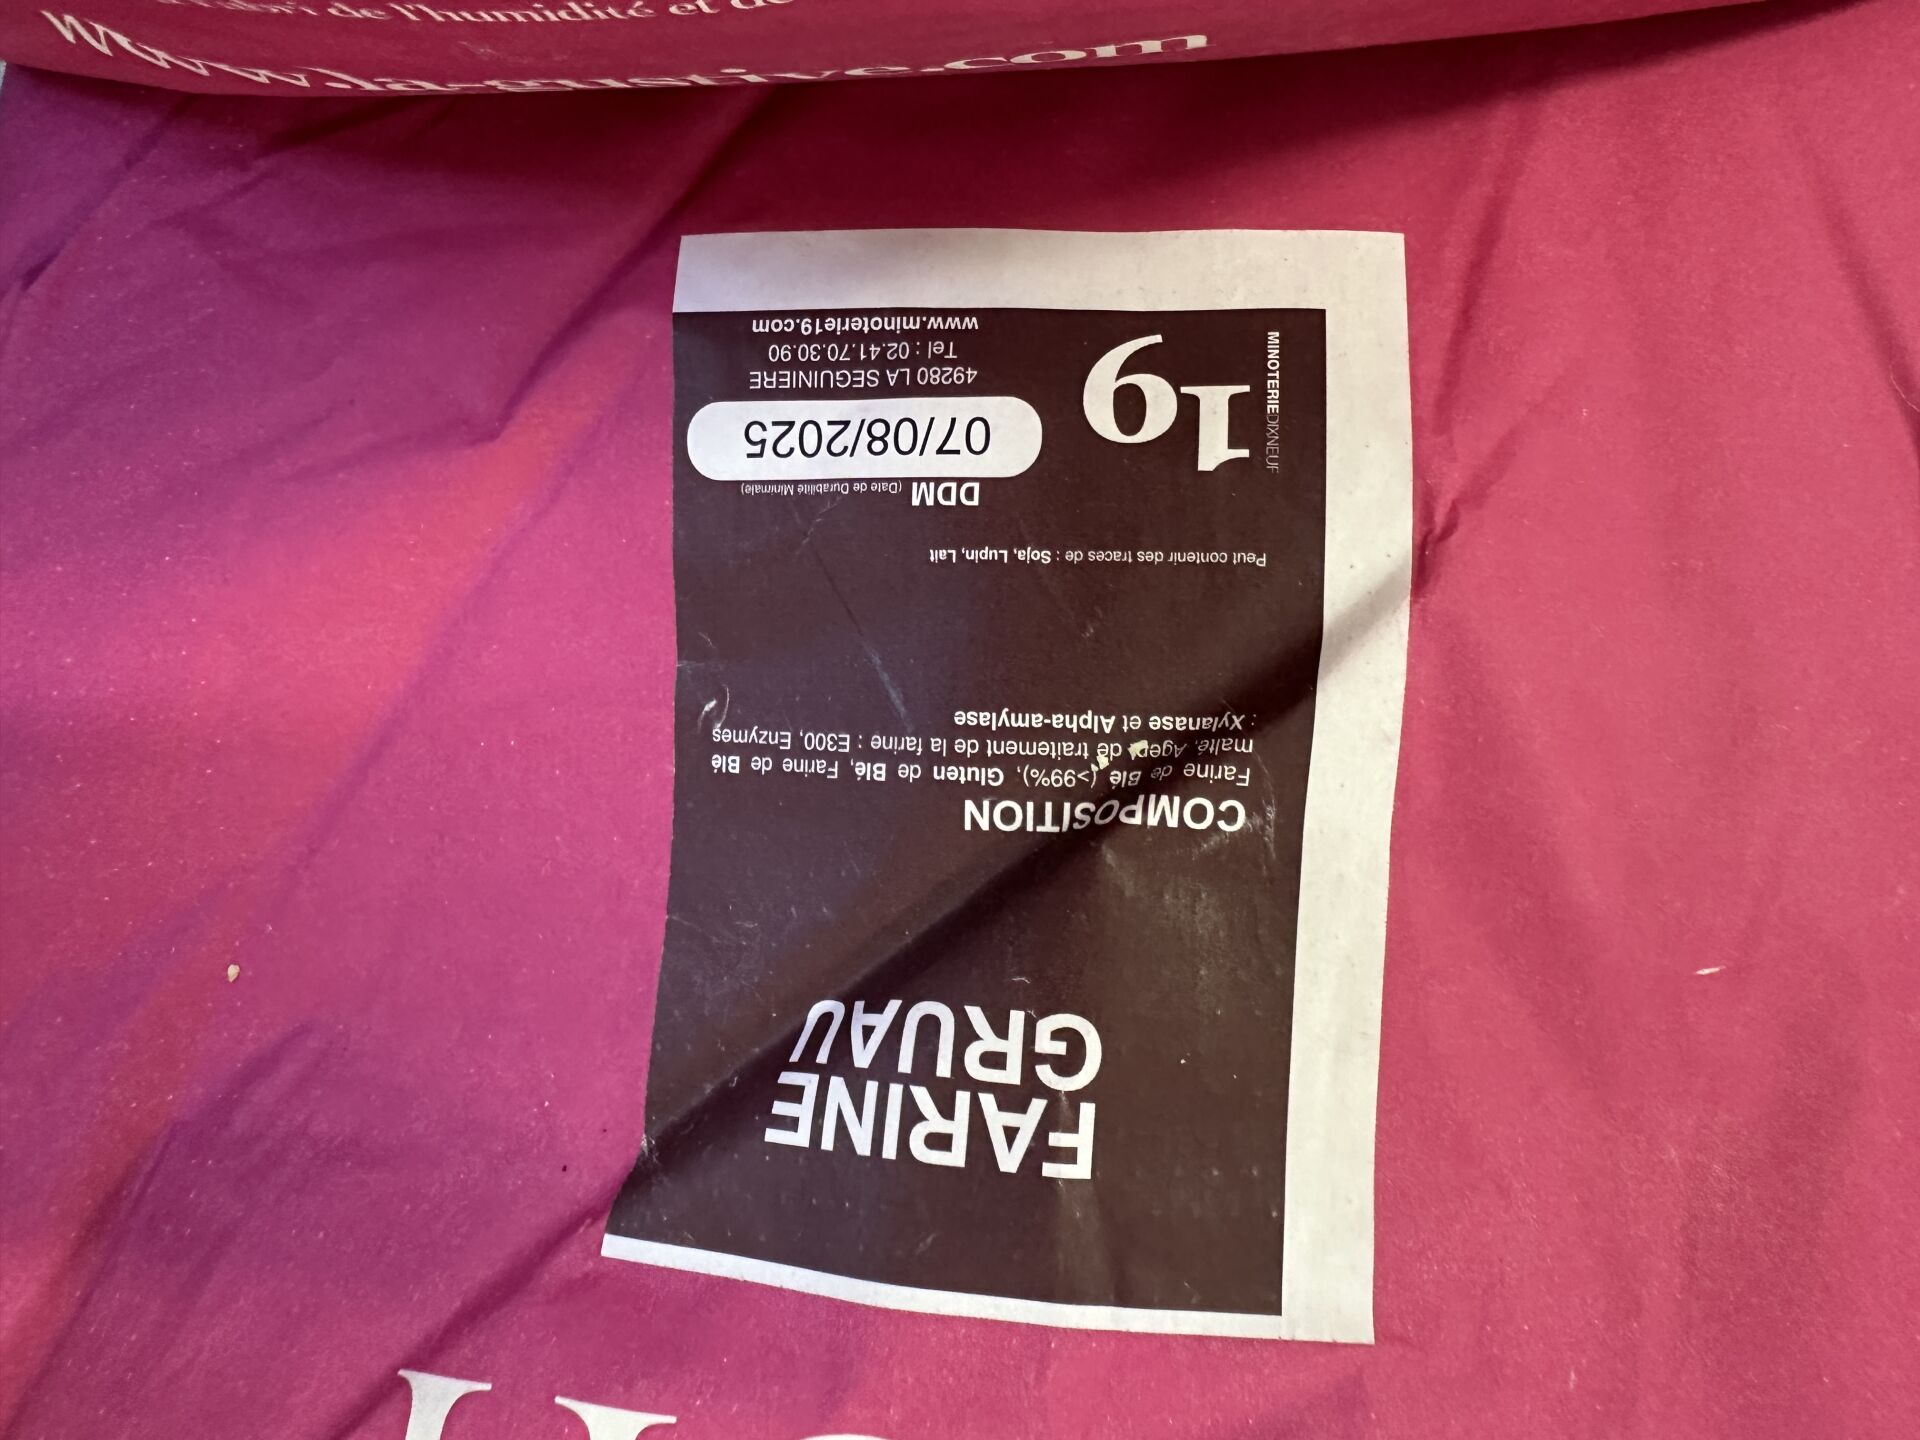 l'humidité et de
www.la-gustive.com
FARINE
GRUAU
COMPOSITION
Farine de Blé (>99%), Gluten de Blé, Farine de Blé
malté, Agent de traitement de la farine : E300, Enzymes
: Xylanase et Alpha-amylase
Peut contenir des traces de : Soja, Lupin, Lait
MINOTERIEDIXNEUF
19
DDM (Date de Durabilité Minimale)
07/08/2025
49280 LA SEGUINIERE
Tel : 02.41.70.30.90
www.minoterie19.com